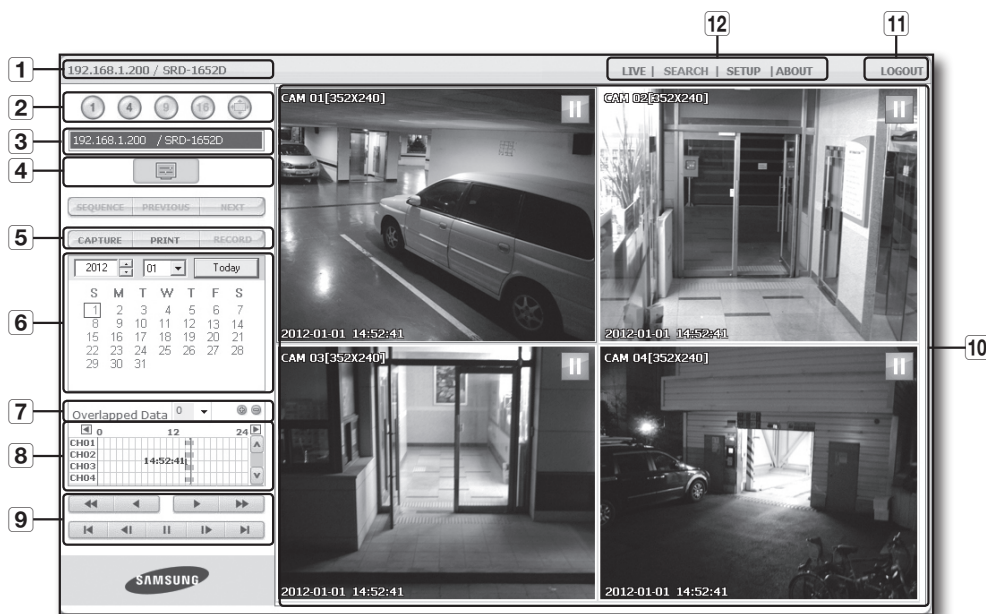 12
11
1
192.168.1.200 / SRD-1652D
LIVE | SEARCH | SETUP | ABOUT
LOGOUT
2
1 4 9 16
3
192.168.1.200 / SRD-1652D
4
SEQUENCE PREVIOUS NEXT
5
CAPTURE PRINT RECORD
6
2012 01 Today
S M T W T F S
1 2 3 4 5 6 7
8 9 10 11 12 13 14
15 16 17 18 19 20 21
22 23 24 25 26 27 28
29 30 31
7
Overlapped Data 0
8
0 12 24
CH01
CH02
14:52:41
CH03
CH04
9
SAMSUNG
CAM 01[352X240]
2012-01-01 14:52:41
CAM 02[352X240]
2012-01-01 14:52:41
CAM 03[352X240]
2012-01-01 14:52:41
CAM 04[352X240]
2012-01-01 14:52:41
10